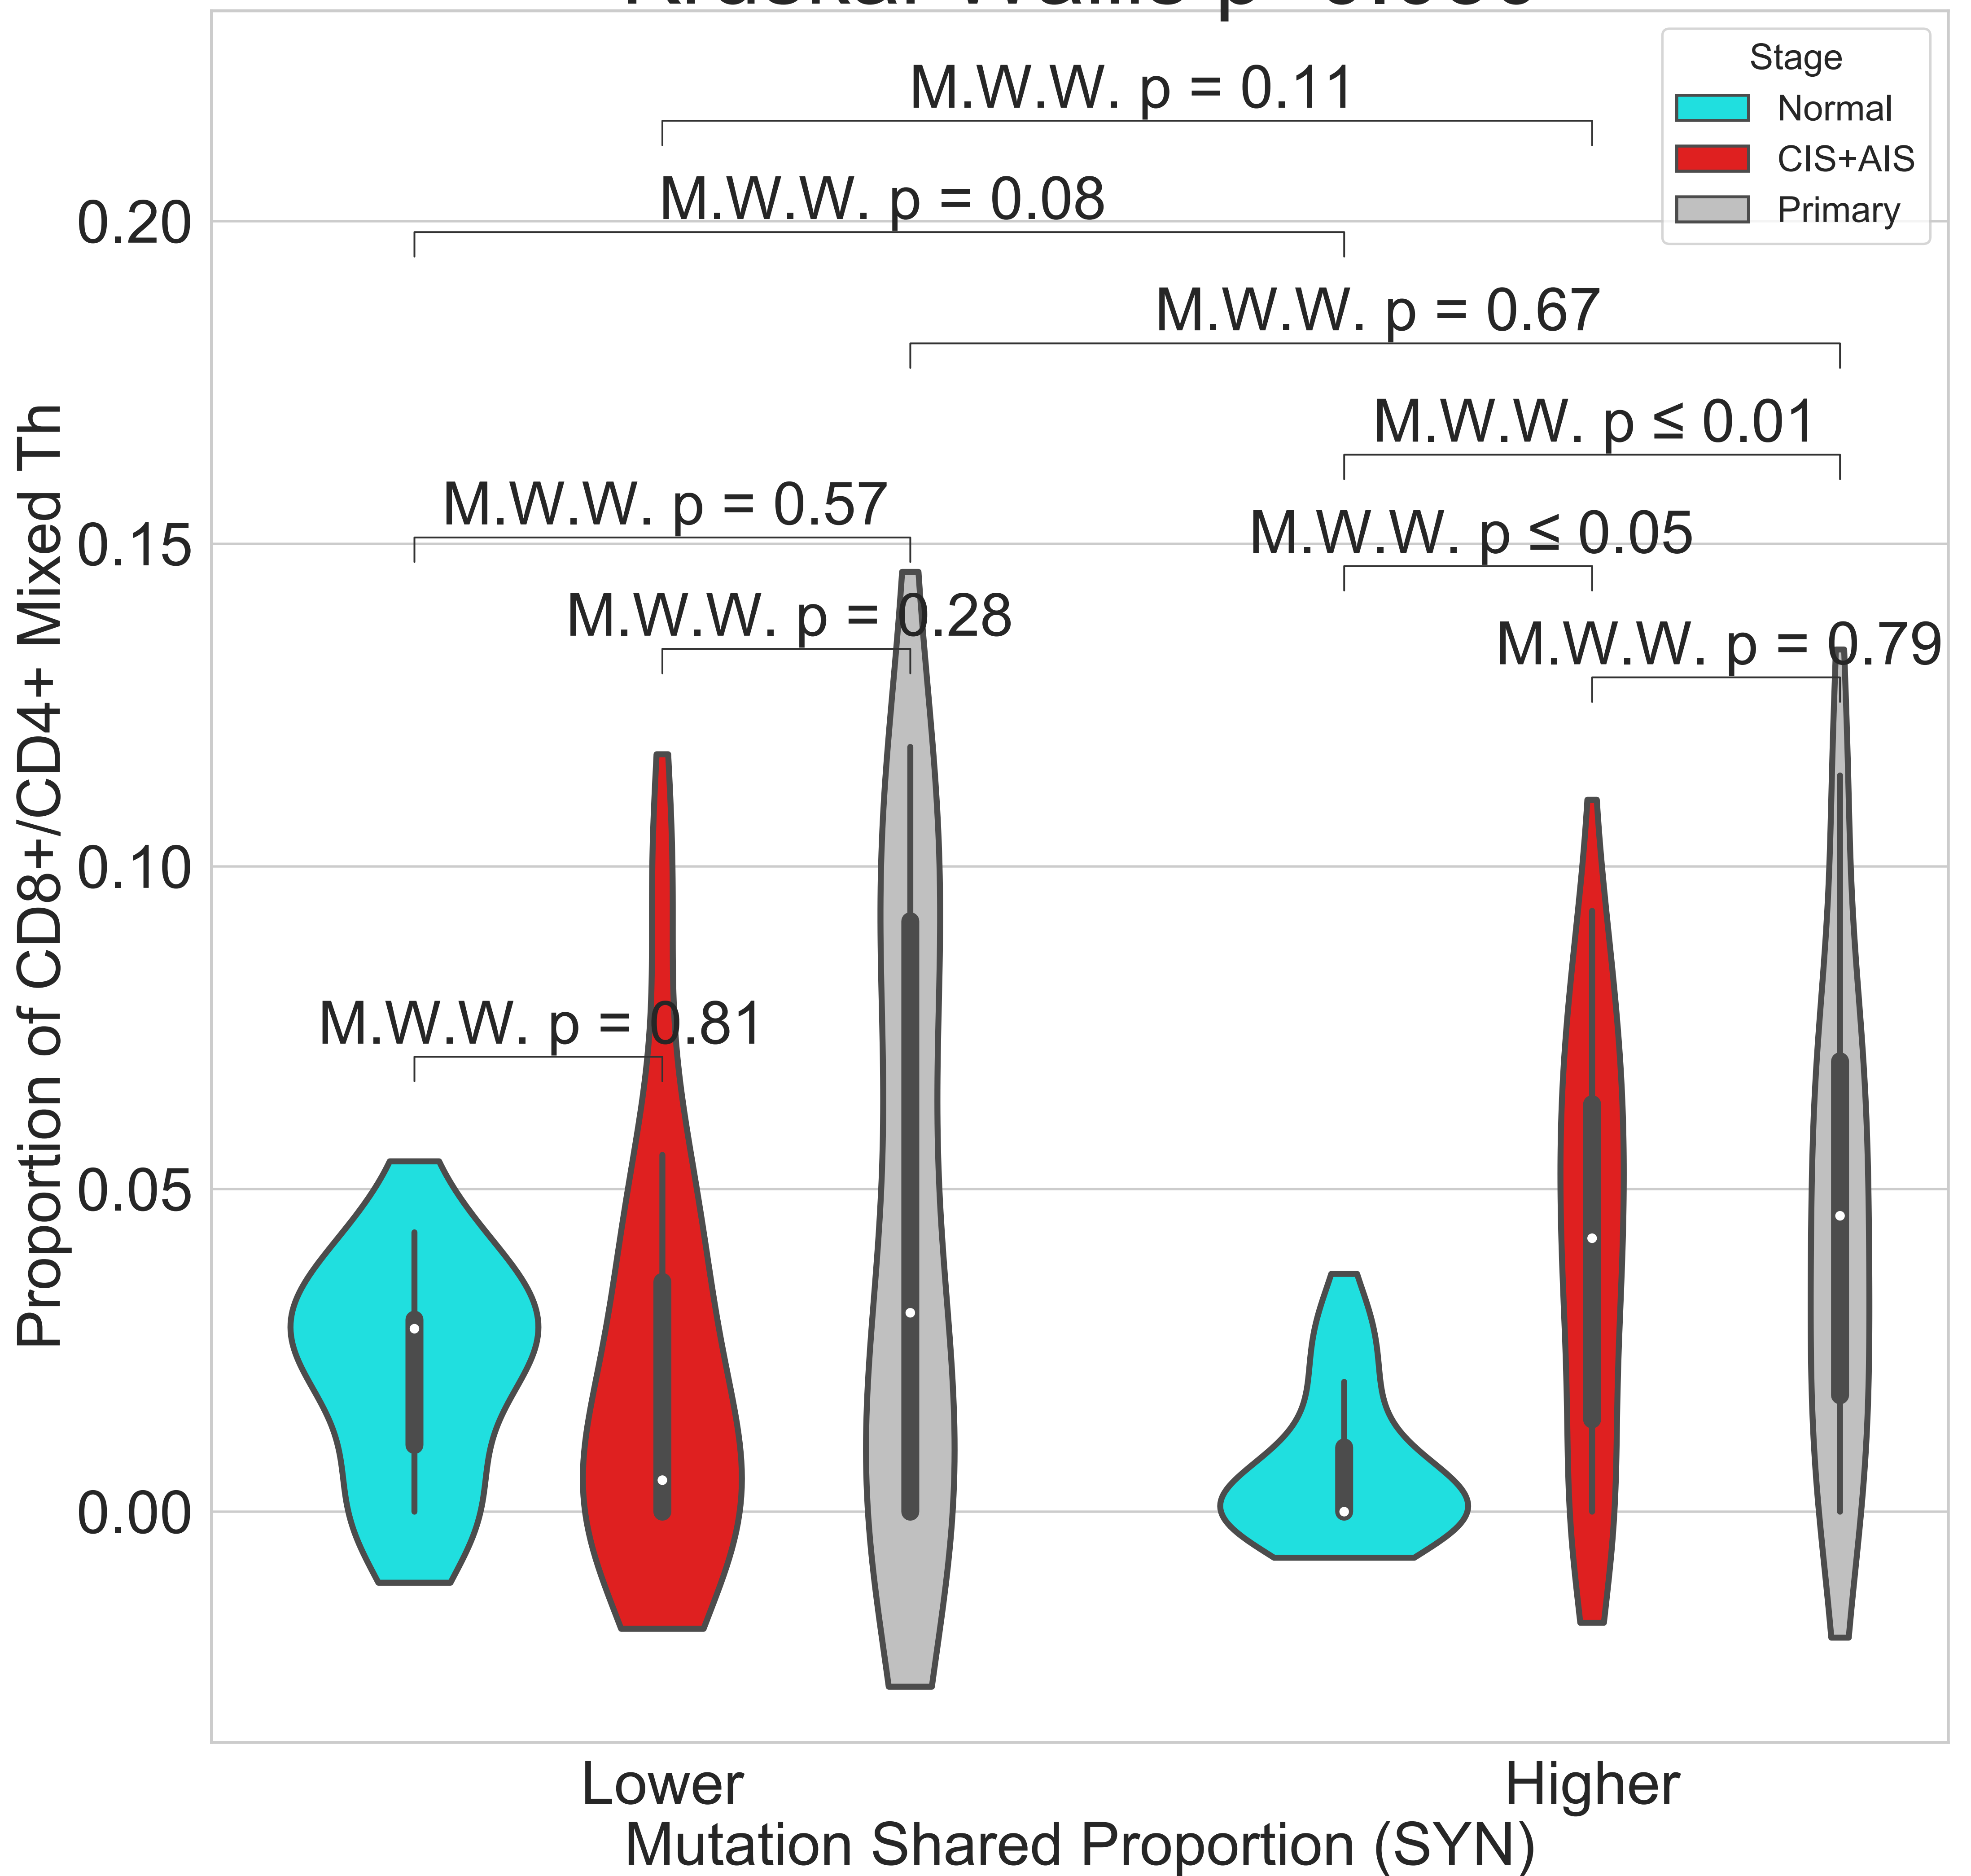 Stage
Normal
CIS+AIS
Primary
M.W.W. p = 0.11
M.W.W. p = 0.08
M.W.W. p = 0.67
M.W.W. p ≤ 0.01
M.W.W. p = 0.57
M.W.W. p ≤ 0.05
M.W.W. p = 0.28
M.W.W. p = 0.79
M.W.W. p = 0.81
0.20
0.15
0.10
0.05
0.00
Proportion of CD8+/CD4+ Mixed Th
Lower
Higher
Mutation Shared Proportion (SYN)